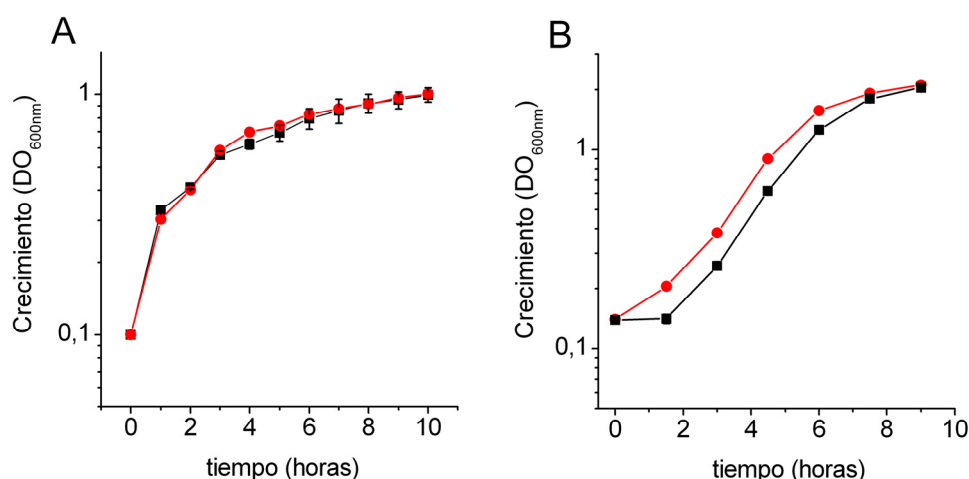 A
Crecimiento (DO600nm)
1
0,1
0 2 4 6 8 10
tiempo (horas)
B
Crecimiento (DO600nm)
1
0,1
0 2 4 6 8 10
tiempo (horas)